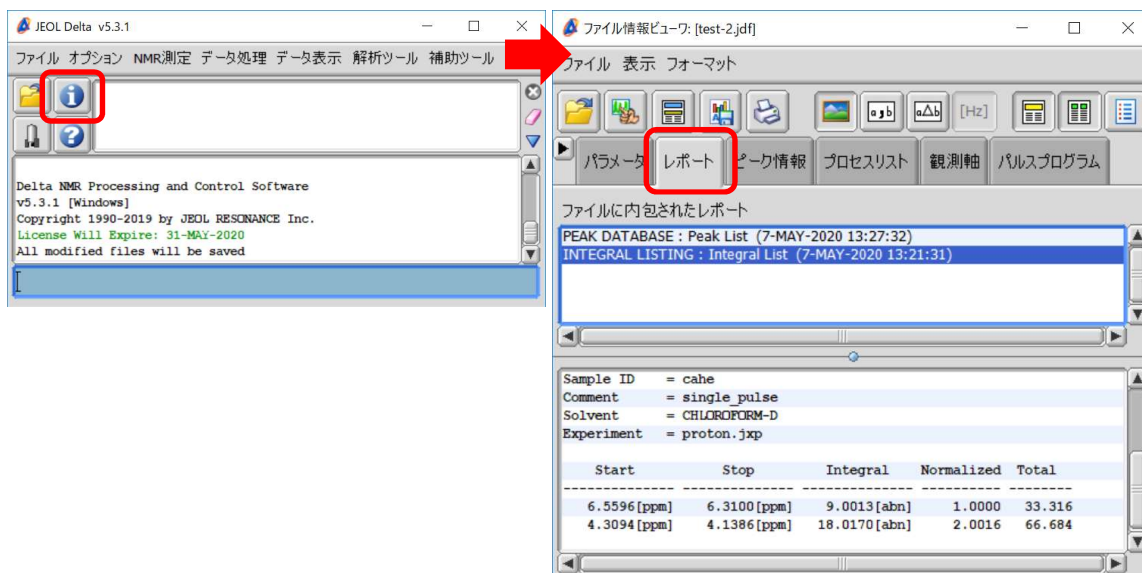 JEOL Delta v5.3.1
ファイル オプション NMR測定 データ処理 データ表示 解析ツール 補助ツール
Delta NMR Processing and Control Software
v5.3.1 [Windows]
Copyright 1990-2019 by JEOL RESONANCE Inc.
License Will Expire: 31-MAY-2020
All modified files will be saved
ファイル情報ビューワ: [test-2.jdf]
ファイル 表示 フォーマット
[Hz]
パラメータ レポート ピーク情報 プロセスリスト 観測軸 パルスプログラム
ファイルに内包されたレポート
PEAK DATABASE : Peak List (7-MAY-2020 13:27:32)
INTEGRAL LISTING : Integral List (7-MAY-2020 13:21:31)
Sample ID = cahe
Comment = single_pulse
Solvent = CHLOROFORM-D
Experiment = proton.jxp
Start Stop Integral Normalized Total
-------------- -------------- -------------- ---------- --------
6.5596[ppm] 6.3100[ppm] 9.0013[abn] 1.0000 33.316
4.3094[ppm] 4.1386[ppm] 18.0170[abn] 2.0016 66.684